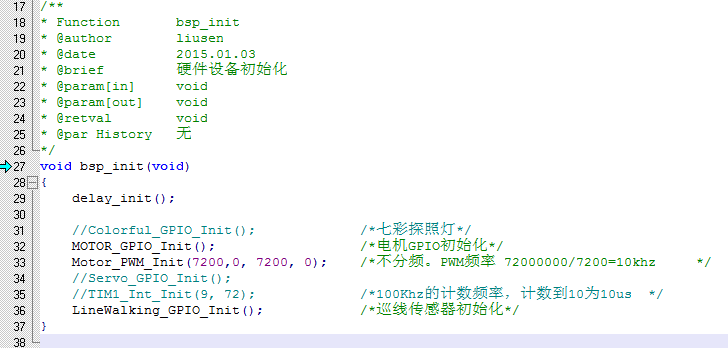 17 /**
18 * Function bsp_init
19 * @author liusen
20 * @date 2015.01.03
21 * @brief 硬件设备初始化
22 * @param[in] void
23 * @param[out] void
24 * @retval void
25 * @par History 无
26 */
27 void bsp_init(void)
28 {
29 delay_init();
30
31 //Colorful_GPIO_Init(); /*七彩探照灯*/
32 MOTOR_GPIO_Init(); /*电机GPIO初始化*/
33 Motor_PWM_Init(7200,0, 7200, 0); /*不分频。PWM频率 72000000/7200=10khz */
34 //Servo_GPIO_Init();
35 //TIM1_Int_Init(9, 72); /*100Khz的计数频率，计数到10为10us */
36 LineWalking_GPIO_Init(); /*巡线传感器初始化*/
37 }
38